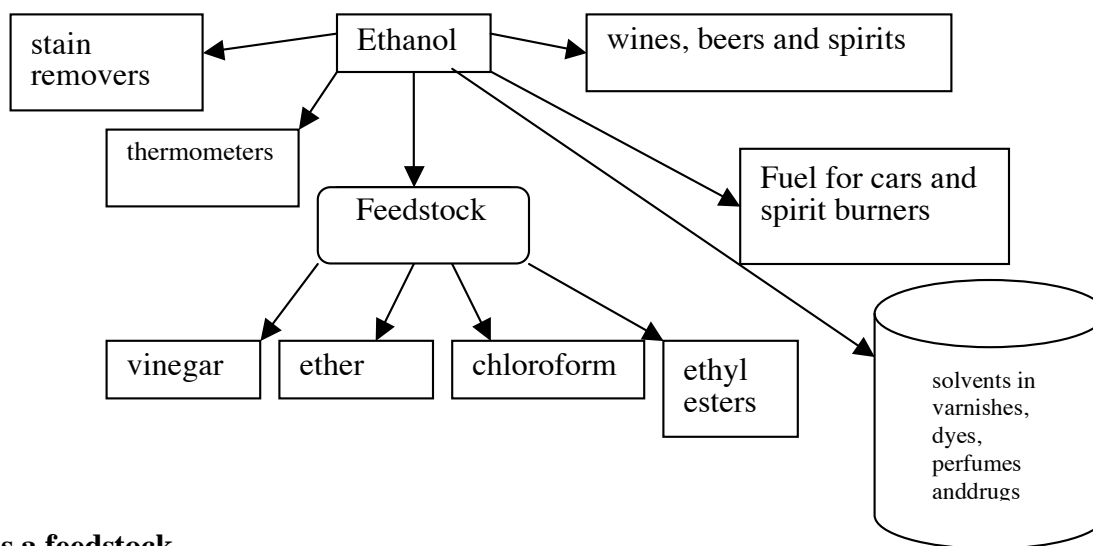 stain
removers
Ethanol
wines, beers and spirits
thermometers
Fuel for cars and
spirit burners
Feedstock
vinegar
ether
chloroform
ethyl
esters
solvents in
varnishes,
dyes,
perfumes
anddrugs
s a feedstock